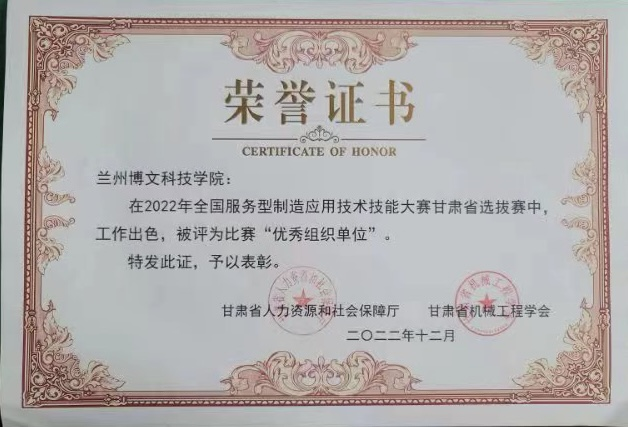 荣誉证书
CERTIFICATE OF HONOR
兰州博文科技学院：
在2022年全国服务型制造应用技术技能大赛甘肃省选拔赛中，
工作出色，被评为比赛“优秀组织单位”。
特发此证，予以表彰。
甘肃省人力资源和社会保障厅 甘肃省机械工程学会
二〇二二年十二月